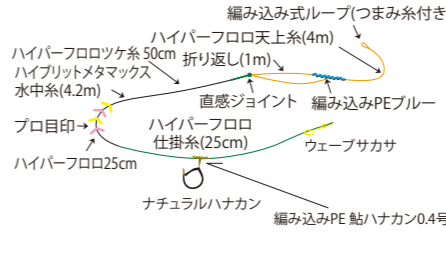 編み込み式ループ(つまみ糸付き
ハイパーフロロ天上糸(4m)
ハイパーフロロツケ糸 50cm
折り返し(1m)
ハイブリットメタマックス
水中糸(4.2m)
直感ジョイント
編み込みPEブルー
プロ目印
ハイパーフロロ
仕掛糸(25cm)
ウェーブサカサ
ハイパーフロロ25cm
ナチュラルハナカン
編み込みPE 鮎ハナカン0.4号